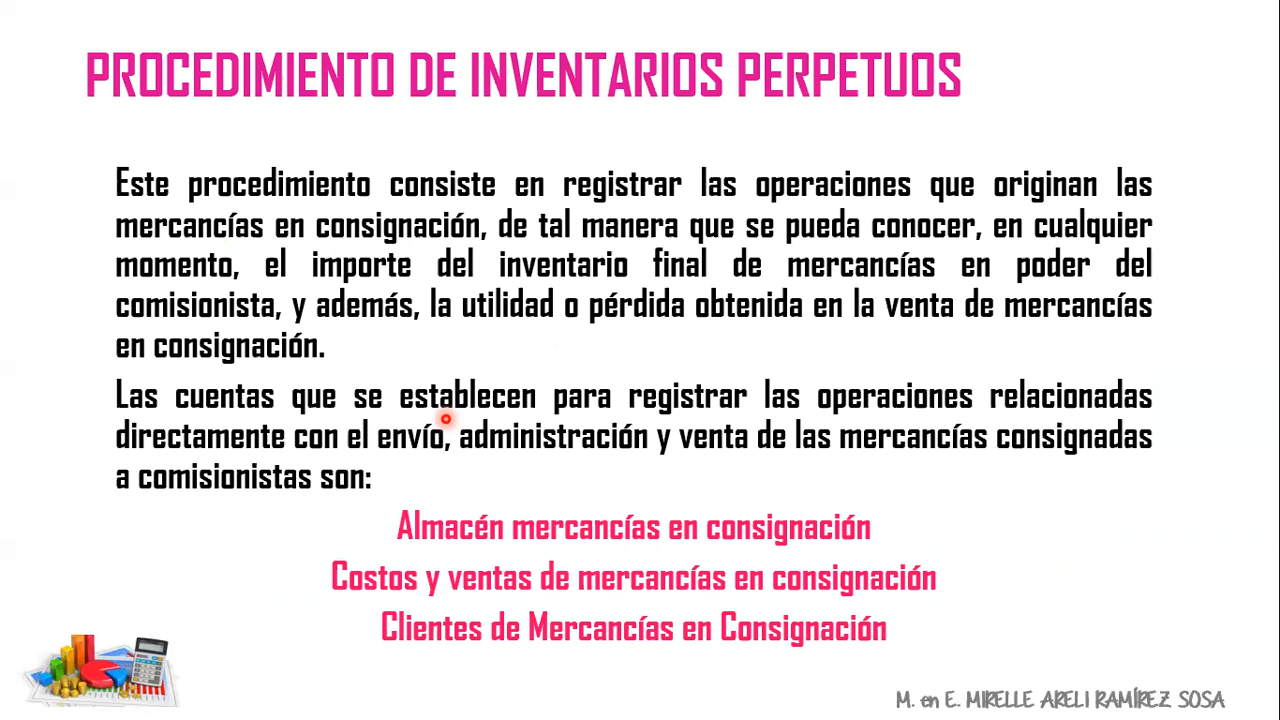 PROCEDIMIENTO DE INVENTARIOS PERPETUOS
Este procedimiento consiste en registrar las operaciones que originan las
mercancías en consignación, de tal manera que se pueda conocer, en cualquier
momento, el importe del inventario final de mercancías en poder del
comisionista, y además, la utilidad o pérdida obtenida en la venta de mercancías
en consignación.
Las cuentas que se establecen para registrar las operaciones relacionadas
directamente con el envío, administración y venta de las mercancías consignadas
a comisionistas son:
Almacén mercancías en consignación
Costos y ventas de mercancías en consignación
Clientes de Mercancías en Consignación
M. en E. MIRELLE ARELI RAMÍREZ SOSA